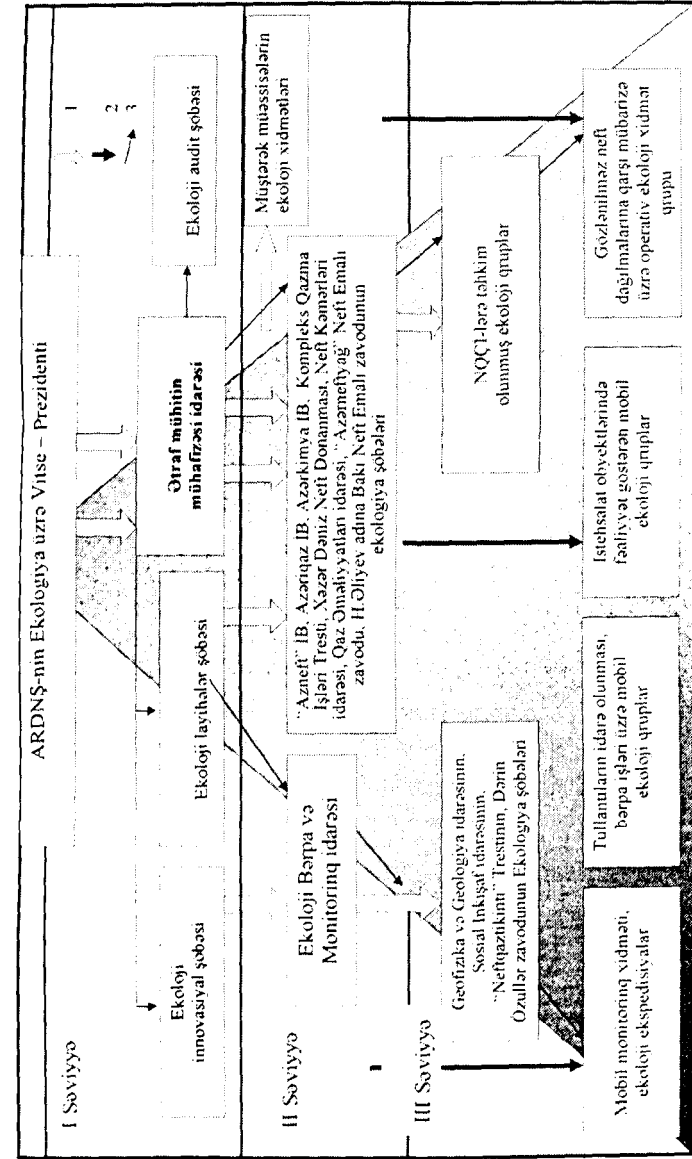 ARDNŞ-nin Ekologiya üzrə Vitse – Prezidenti
1
2
3
I Səviyyə
Ekoloji
innovasiyal şöbəsi
Ekoloji layihələr şöbəsi
Ətraf mühitin
mühafizəsi idarəsi
Ekoloji audit şöbəsi
II Səviyyə
Ekoloji Bərpa və
Monitorinq idarəsi
"Azneft" İB, Azəriqaz İB, Azərkimya İB, Kompleks Qazma
İşləri Tresti, Xəzər Dəniz Neft Donanması, Neft Kəmərləri
idarəsi, Qaz Əməliyyatları idarəsi, "Azərneftyağ" Neft Emalı
zavodu, H.Əliyev adına Bakı Neft Emalı zavodunun
ekologiya şöbələri
Müştərək müəssisələrin
ekoloji xidmətləri
III Səviyyə
Geofizika və Geologiya idarəsinin,
Sosial İnkişaf idarəsinin,
"Neftqaztikinti" Trestinin, Dərin
Özüllər zavodunun Ekologiya şöbələri
NQÇİ-lərə təhkim
olunmuş ekoloji qruplar
Mobil monitorinq xidməti,
ekoloji ekspedisiyalar
Tullantıların idarə olunması,
bərpa işləri üzrə mobil
ekoloji qruplar
İstehsalat obyektlərində
fəaliyyət göstərən mobil
ekoloji qruplar
Gözlənilməz neft
dağılmalarına qarşı mübarizə
üzrə operativ ekoloji xidmət
qrupu